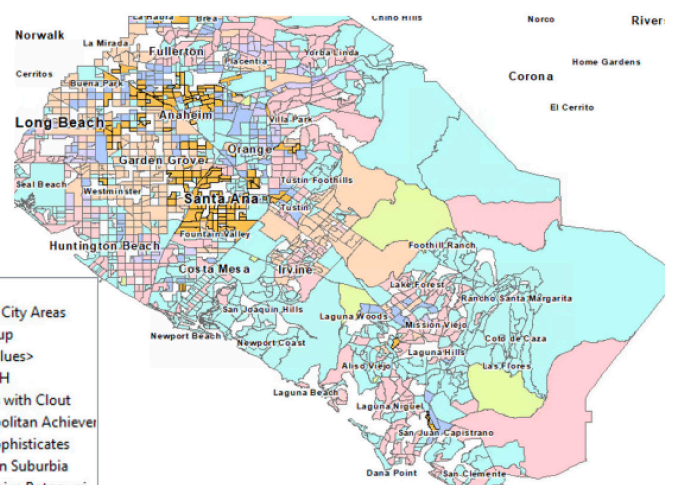 La Habra
Brea
Chino Hills
Norco
River
Norwalk
La Mirada
Fullerton
Yorba Linda
Placentia
Home Gardens
Cerritos
Buena Park
Corona
El Cerrito
Long Beach
Anaheim
Villa Park
Orange
Garden Grove
Seal Beach
Westminster
Tustin Foothills
Santa Ana
Tustin
Fountain Valley
Huntington Beach
Foothill Ranch
Costa Mesa
Irvine
Lake Forest
Rancho Santa Margarita
San Joaquin Hills
Laguna Woods
Mission Viejo
Newport Beach
Newport Coast
Coto de Caza
Laguna Hills
Aliso Viejo
Las Flores
Laguna Beach
Laguna Niguel
San Juan Capistrano
Dana Point
San Clemente
City Areas
up
lues>
H
with Clout
politan Achiever
phisticates
n Suburbia